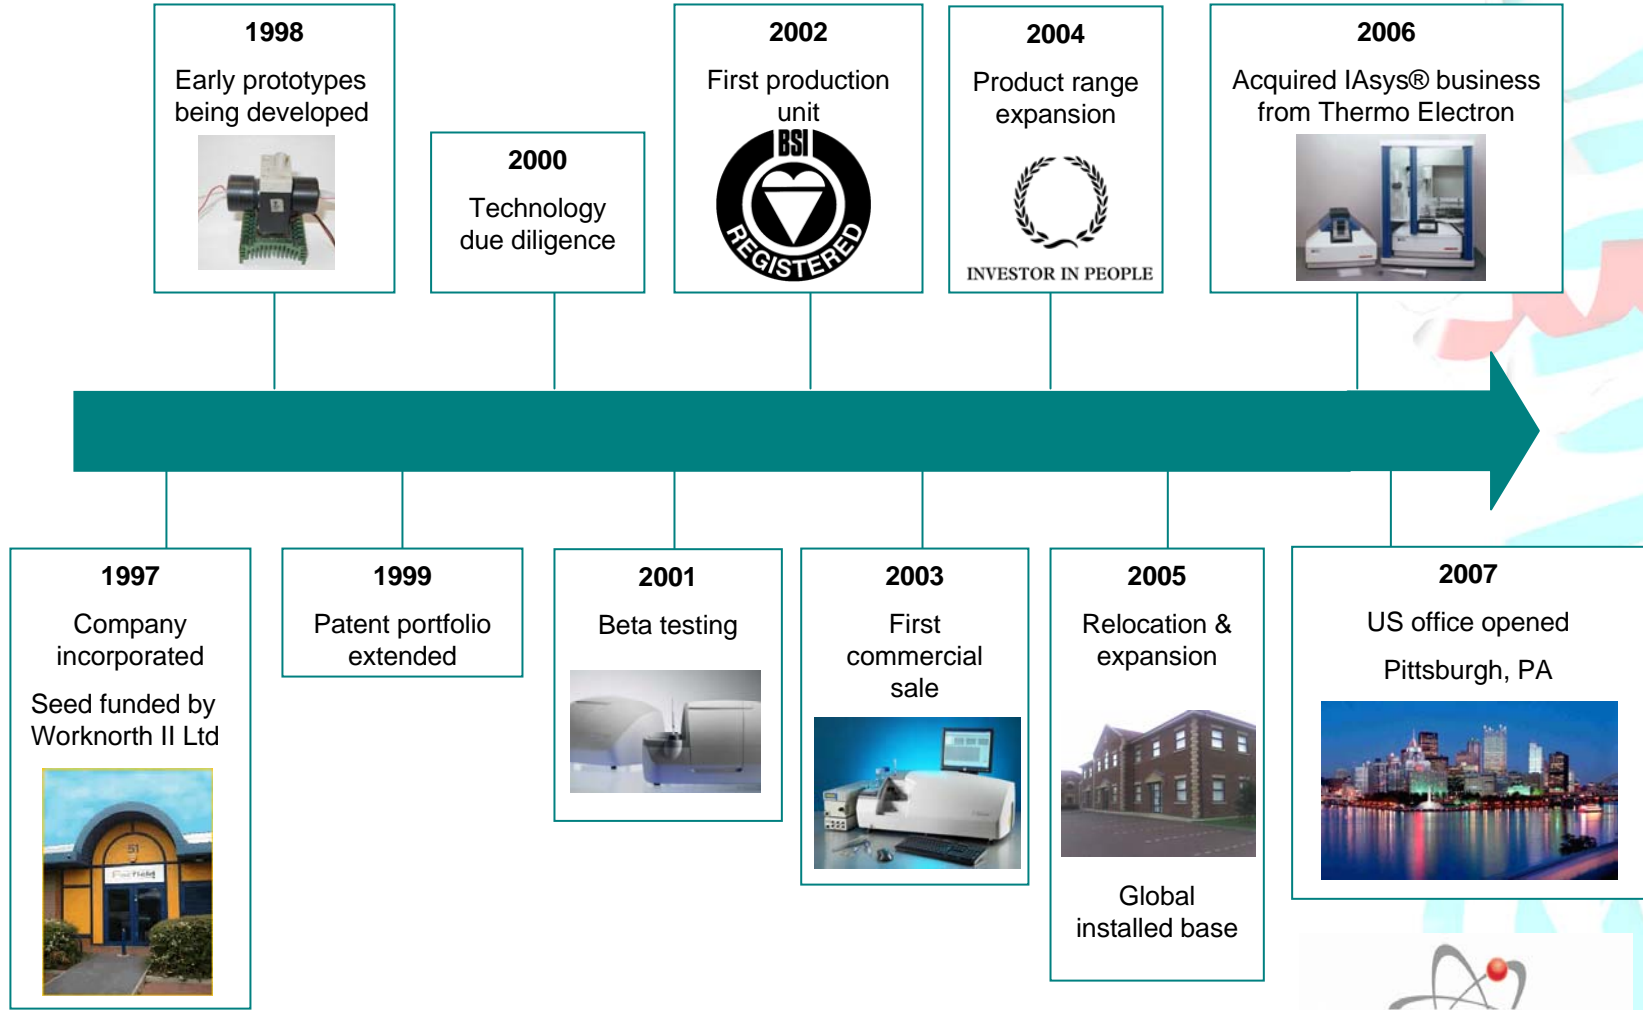 1998
Early prototypes
being developed
2000
Technology
due diligence
2002
First production
unit
BSI
REGISTERED
2004
Product range
expansion
INVESTOR IN PEOPLE
2006
Acquired IAsys® business
from Thermo Electron
1997
Company
incorporated
Seed funded by
Worknorth II Ltd
51
1999
Patent portfolio
extended
2001
Beta testing
2003
First
commercial
sale
2005
Relocation &
expansion
Global
installed base
2007
US office opened
Pittsburgh, PA